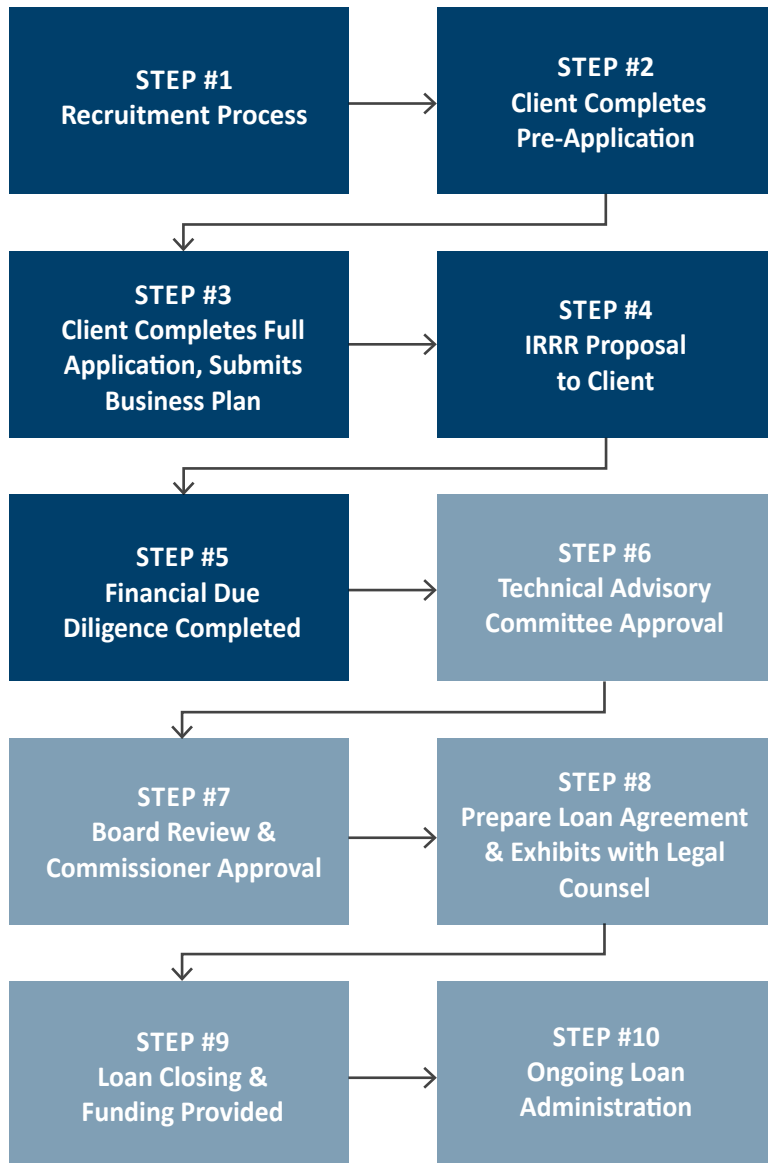 STEP #1
Recruitment Process
STEP #2
Client Completes
Pre-Application
STEP #3
Client Completes Full
Application, Submits
Business Plan
STEP #4
IRRR Proposal
to Client
STEP #5
Financial Due
Diligence Completed
STEP #6
Technical Advisory
Committee Approval
STEP #7
Board Review &
Commissioner Approval
STEP #8
Prepare Loan Agreement
& Exhibits with Legal
Counsel
STEP #9
Loan Closing &
Funding Provided
STEP #10
Ongoing Loan
Administration